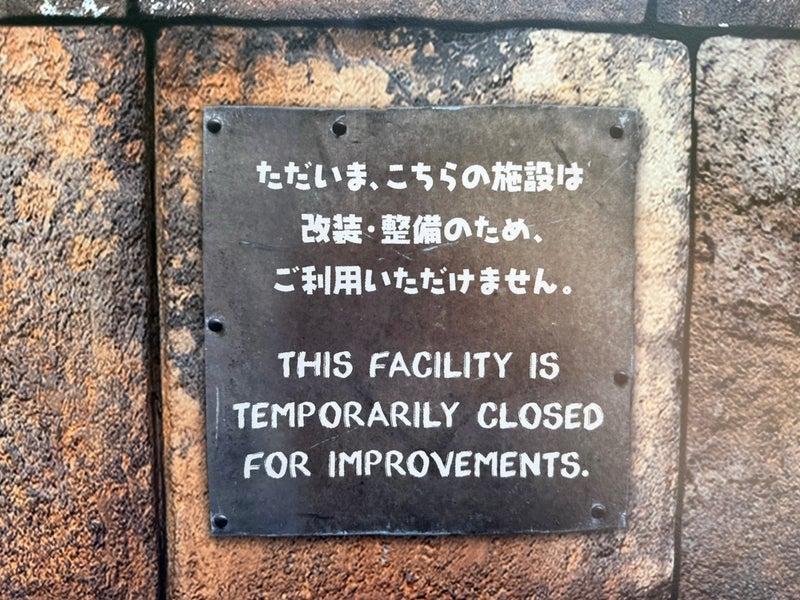 ただいま、こちらの施設は
改装・整備のため、
ご利用いただけません。
THIS FACILITY IS
TEMPORARILY CLOSED
FOR IMPROVEMENTS.